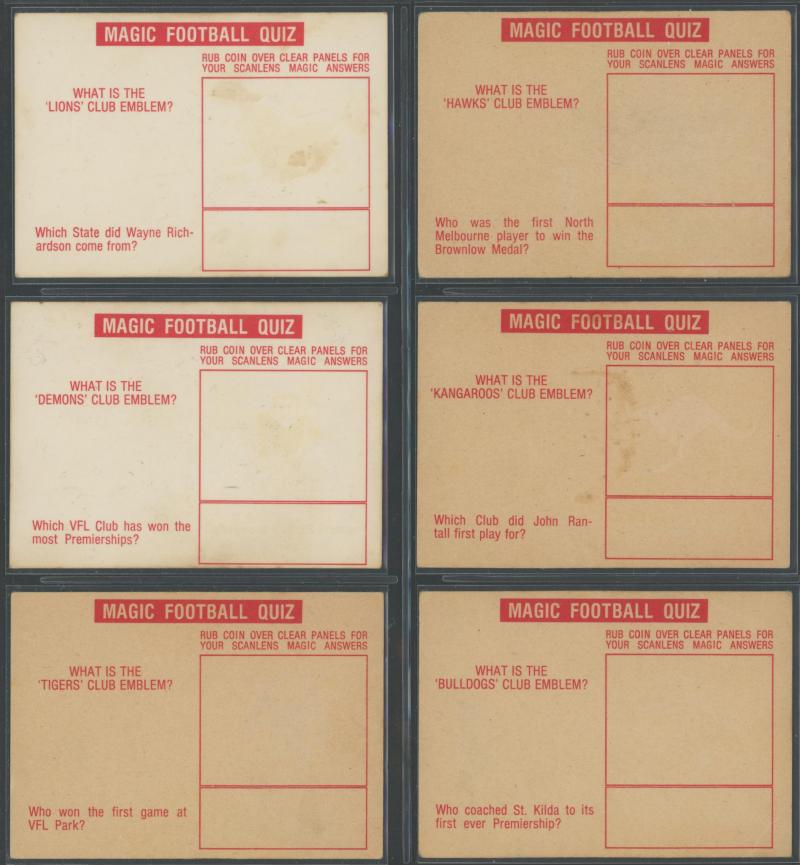 MAGIC FOOTBALL QUIZ
RUB COIN OVER CLEAR PANELS FOR
YOUR SCANLENS MAGIC ANSWERS
WHAT IS THE
'LIONS' CLUB EMBLEM?
Which State did Wayne Rich-
ardson come from?
MAGIC FOOTBALL QUIZ
RUB COIN OVER CLEAR PANELS FOR
YOUR SCANLENS MAGIC ANSWERS
WHAT IS THE
'HAWKS' CLUB EMBLEM?
Who was the first North
Melbourne player to win the
Brownlow Medal?
MAGIC FOOTBALL QUIZ
RUB COIN OVER CLEAR PANELS FOR
YOUR SCANLENS MAGIC ANSWERS
WHAT IS THE
'DEMONS' CLUB EMBLEM?
Which VFL Club has won the
most Premierships?
MAGIC FOOTBALL QUIZ
RUB COIN OVER CLEAR PANELS FOR
YOUR SCANLENS MAGIC ANSWERS
WHAT IS THE
'KANGAROOS' CLUB EMBLEM?
Which Club did John Ran-
tall first play for?
MAGIC FOOTBALL QUIZ
RUB COIN OVER CLEAR PANELS FOR
YOUR SCANLENS MAGIC ANSWERS
WHAT IS THE
'TIGERS' CLUB EMBLEM?
Who won the first game at
VFL Park?
MAGIC FOOTBALL QUIZ
RUB COIN OVER CLEAR PANELS FOR
YOUR SCANLENS MAGIC ANSWERS
WHAT IS THE
'BULLDOGS' CLUB EMBLEM?
Who coached St. Kilda to its
first ever Premiership?